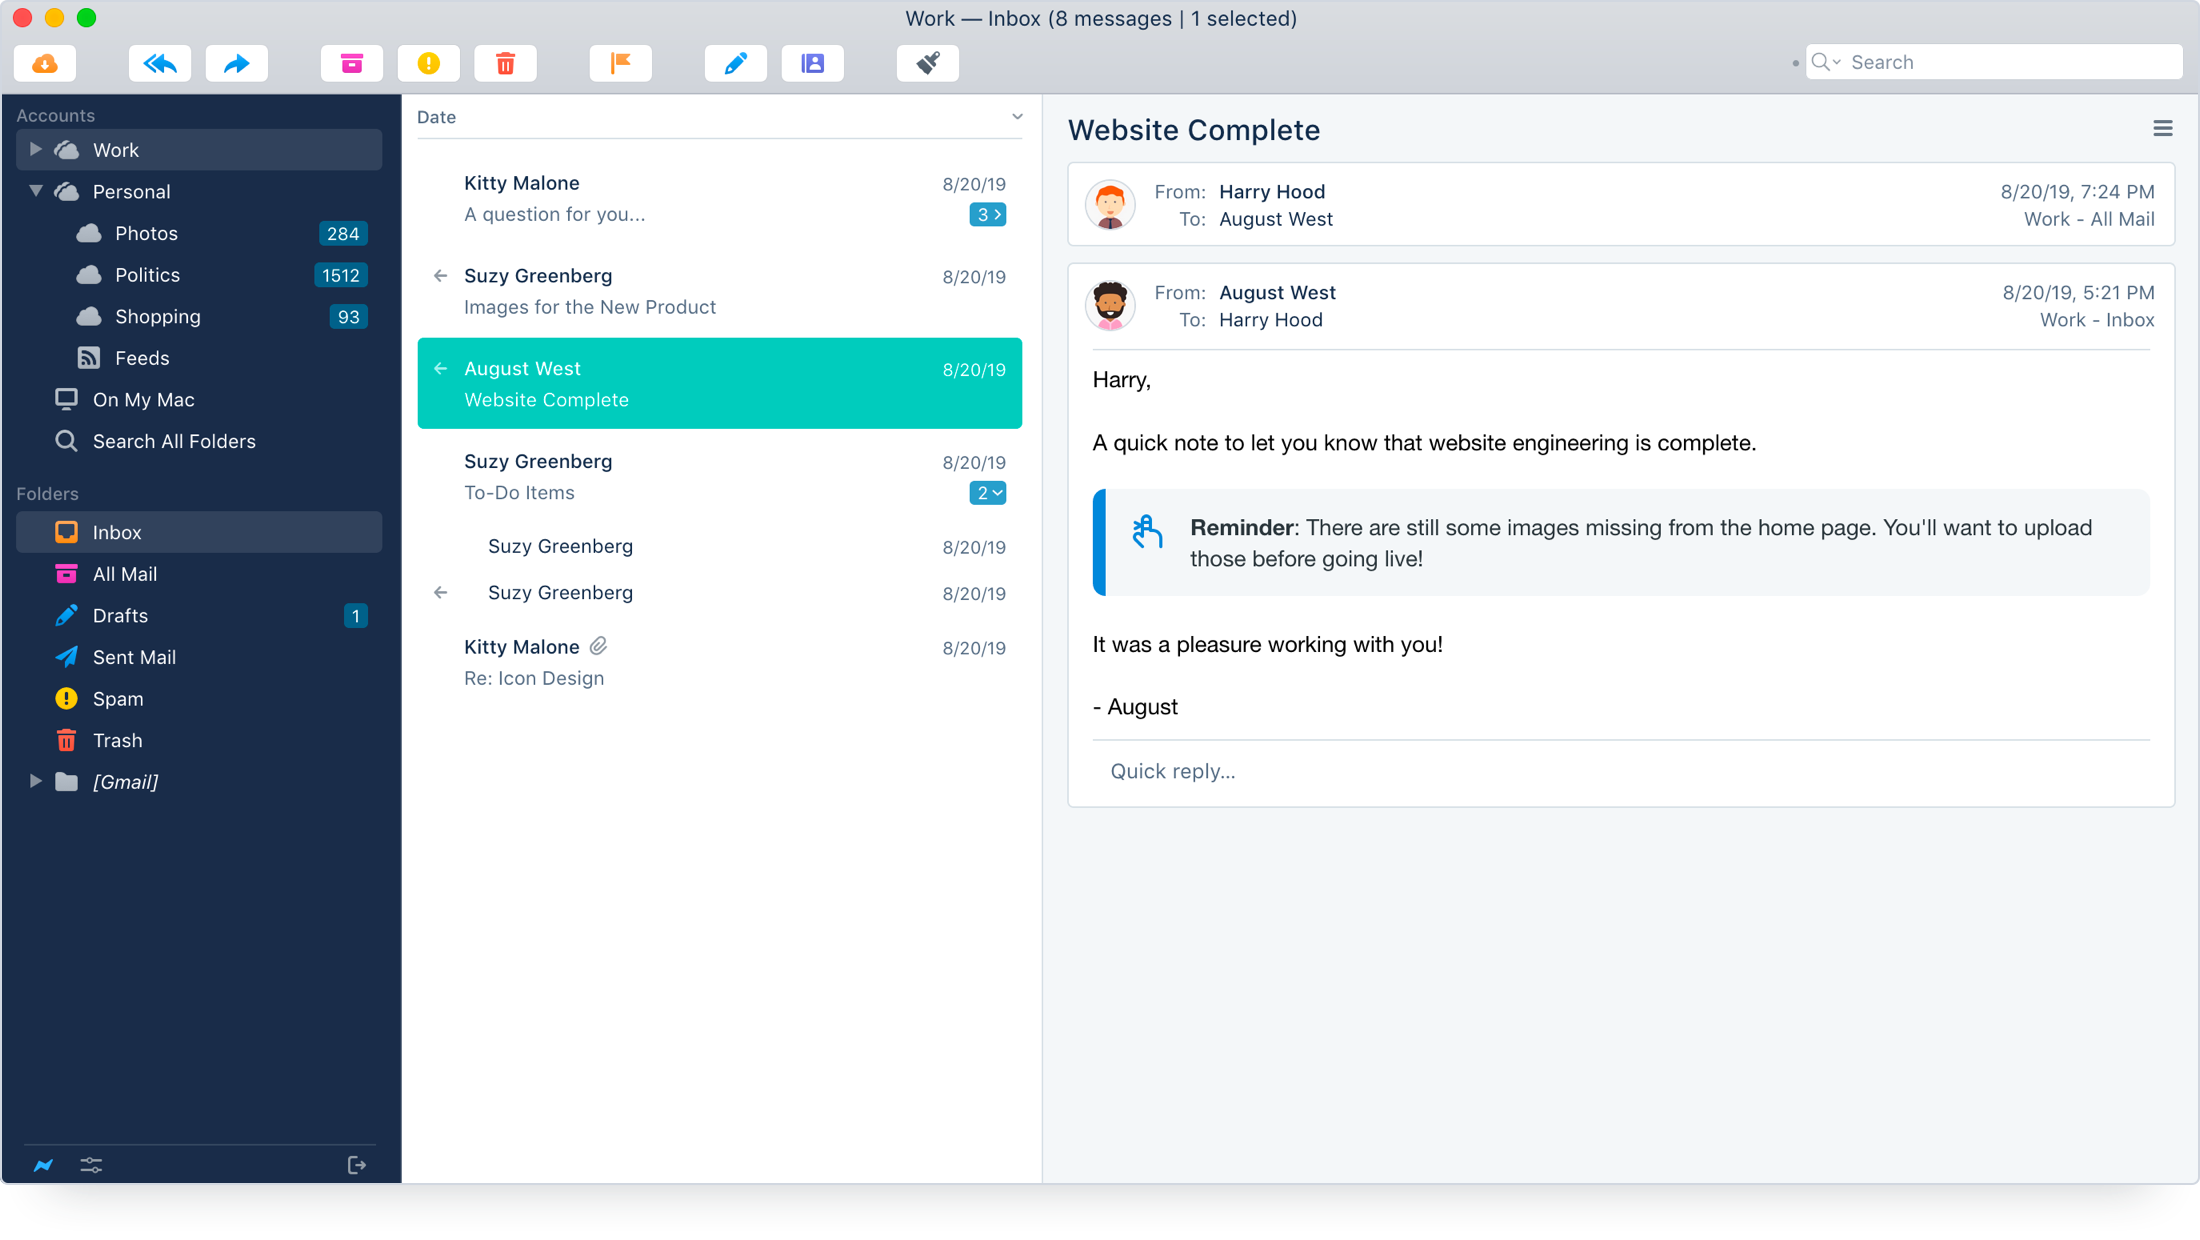 Work — Inbox (8 messages | 1 selected)
Search
Accounts
Work
Personal
Photos 284
Politics 1512
Shopping 93
Feeds
On My Mac
Search All Folders
Folders
Inbox
All Mail
Drafts 1
Sent Mail
Spam
Trash
[Gmail]
Date
Kitty Malone 8/20/19
A question for you... 3
Suzy Greenberg 8/20/19
Images for the New Product
August West 8/20/19
Website Complete
Suzy Greenberg 8/20/19
To-Do Items 2
Suzy Greenberg 8/20/19
Suzy Greenberg 8/20/19
Kitty Malone 8/20/19
Re: Icon Design
Website Complete
From: Harry Hood 8/20/19, 7:24 PM
To: August West Work - All Mail
From: August West 8/20/19, 5:21 PM
To: Harry Hood Work - Inbox
Harry,
A quick note to let you know that website engineering is complete.
Reminder: There are still some images missing from the home page. You'll want to upload
those before going live!
It was a pleasure working with you!
- August
Quick reply...